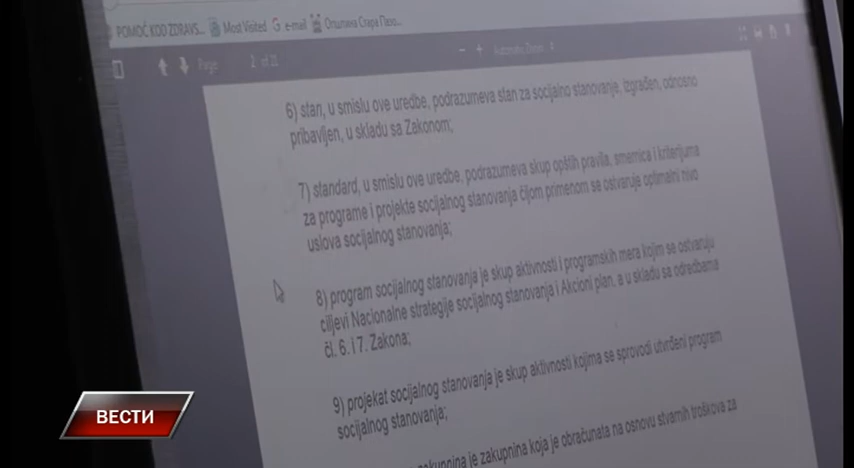 POMOĆ KOD ZDRAVS... Most Visited e-mail Општина Стара Пазо...
Page 2 of 21 Automatic Zoom
6) stan, u smislu ove uredbe, podrazumeva stan za socijalno stanovanje, izgrađen, odnosno
pribavljen, u skladu sa Zakonom;
7) standard, u smislu ove uredbe, podrazumeva skup opštih pravila, smernica i kriterijuma
za programe i projekte socijalnog stanovanja čijom primenom se ostvaruje optimalni nivo
uslova socijalnog stanovanja;
8) program socijalnog stanovanja je skup aktivnosti i programskih mera kojim se ostvaruju
ciljevi Nacionalne strategije socijalnog stanovanja i Akcioni plan, a u skladu sa odredbama
čl. 6. i 7. Zakona;
9) projekat socijalnog stanovanja je skup aktivnosti kojima se sprovodi utvrđeni program
socijalnog stanovanja;
zakupnina je zakupnina koja je obračunata na osnovu stvarnih troškova za
ВЕСТИ